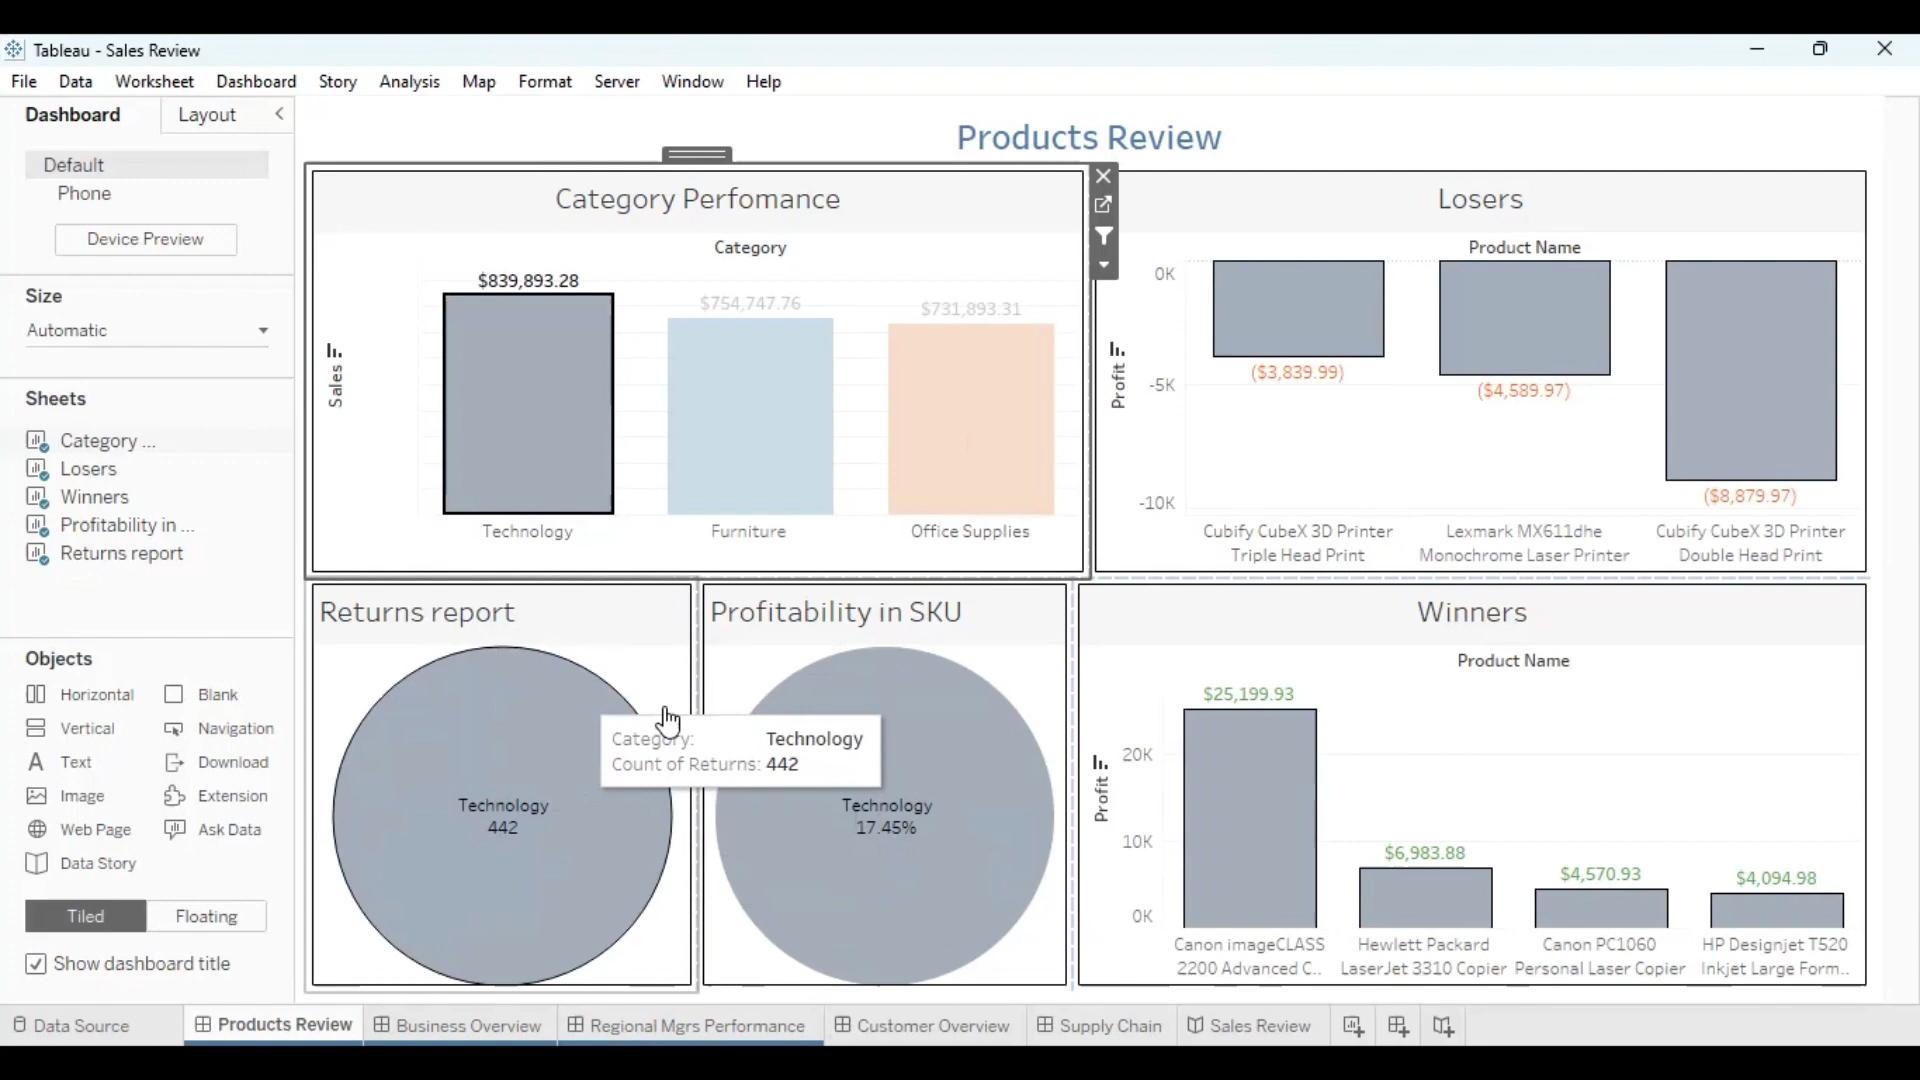 Tableau - Sales Review
File Data Worksheet Dashboard Story Analysis Map Format Server Window Help
Dashboard Layout
Default
Phone
Device Preview
Size
Automatic
Sheets
Category ...
Losers
Winners
Profitability in ...
Returns report
Objects
Horizontal Blank
Vertical Navigation
Text Download
Image Extension
Web Page Ask Data
Data Story
Tiled Floating
Show dashboard title
Products Review
Category Perfomance
Category
Sales
$839,893.28
$754,747.76
$731,893.31
Technology
Furniture
Office Supplies
Losers
Product Name
Profit
0K
-5K
-10K
($3,839.99)
($4,589.97)
($8,879.97)
Cubify CubeX 3D Printer
Triple Head Print
Lexmark MX611dhe
Monochrome Laser Printer
Cubify CubeX 3D Printer
Double Head Print
Returns report
Technology
442
Category: Technology
Count of Returns: 442
Profitability in SKU
Technology
17.45%
Winners
Product Name
Profit
20K
10K
0K
$25,199.93
$6,983.88
$4,570.93
$4,094.98
Canon imageCLASS
2200 Advanced C..
Hewlett Packard
LaserJet 3310 Copier
Canon PC1060
Personal Laser Copier
HP Designjet T520
Inkjet Large Form..
Data Source Products Review Business Overview Regional Mgrs Performance Customer Overview Supply Chain Sales Review